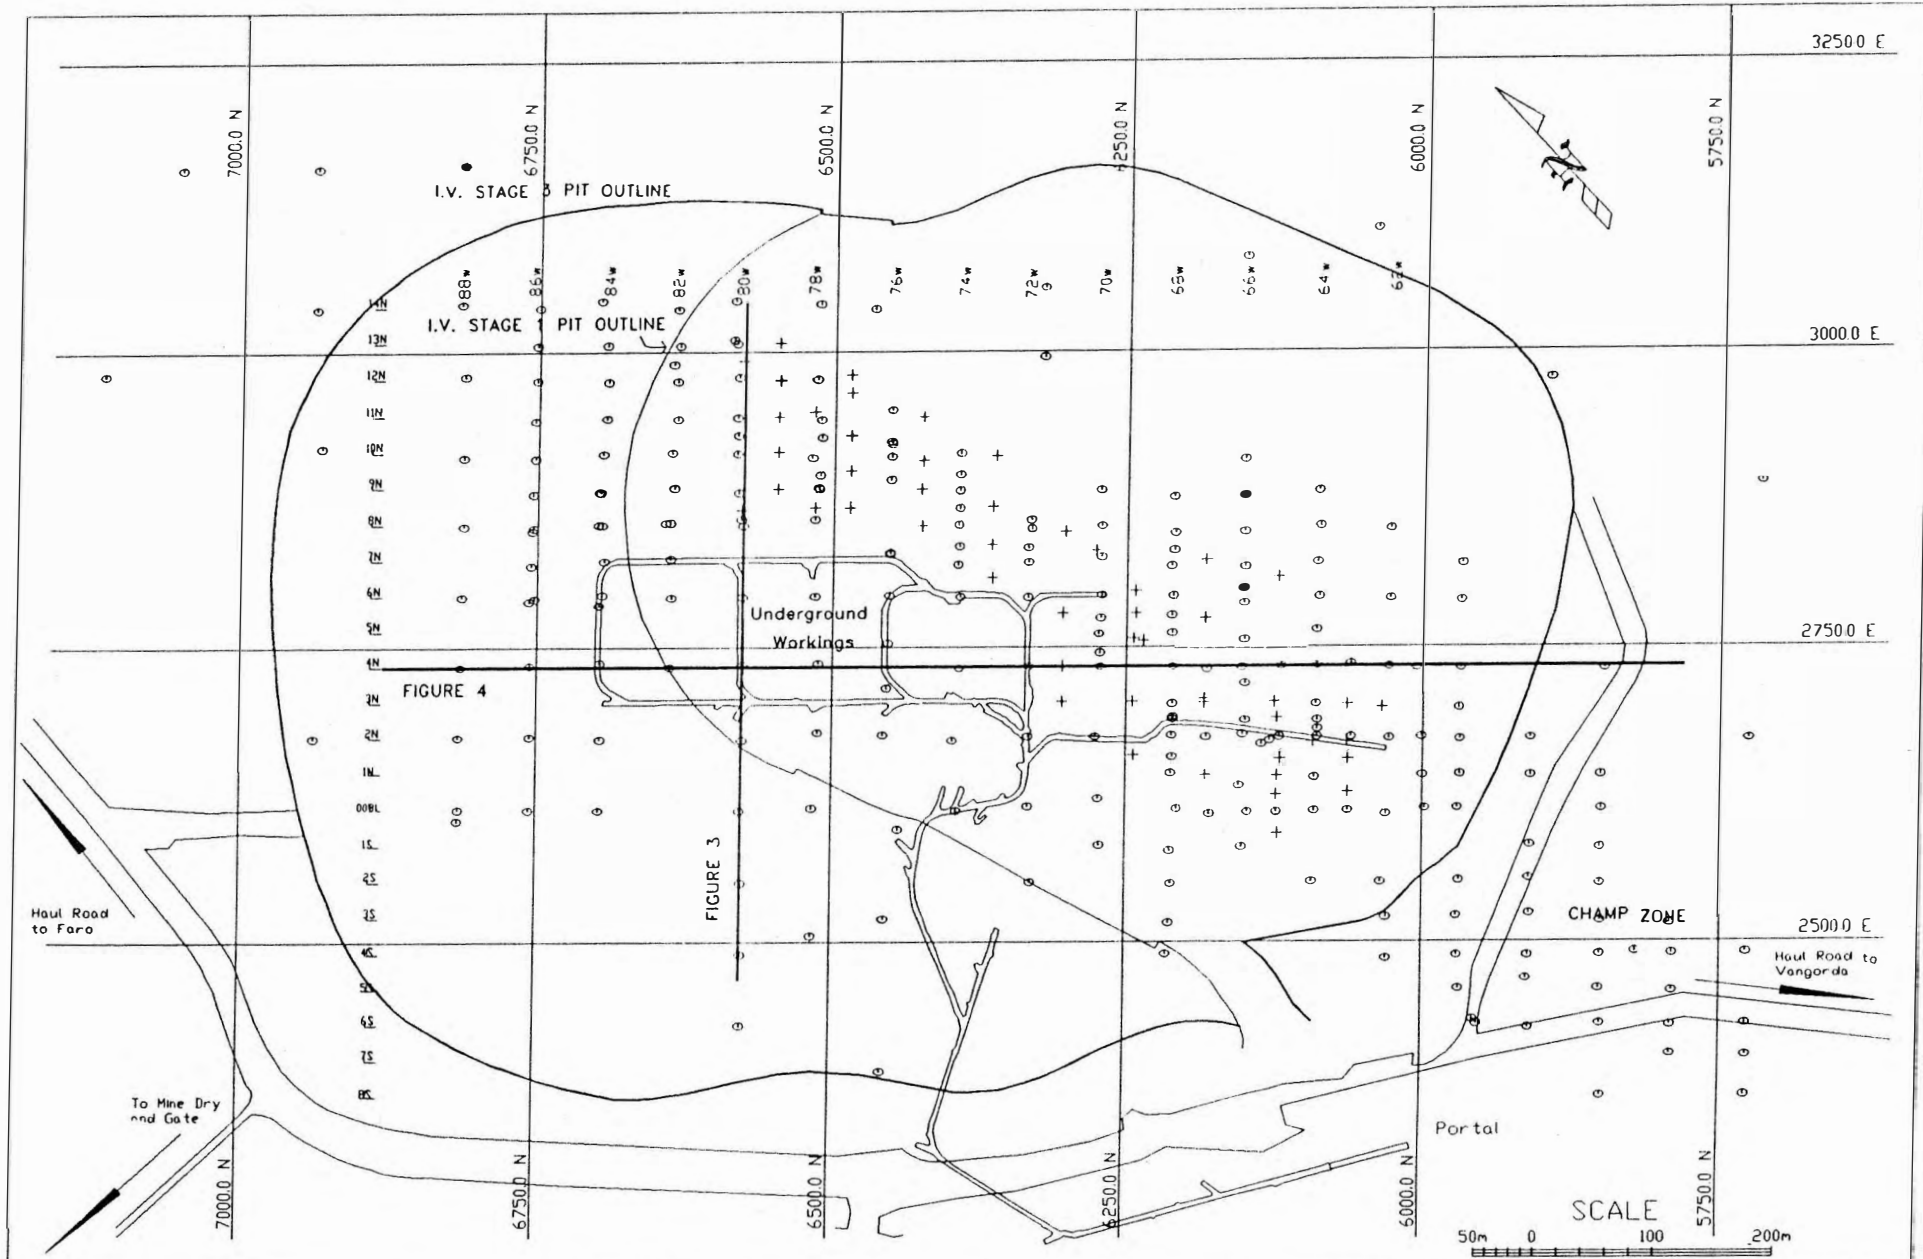 3250.0 E
7000.0 N
6750.0 N
6500.0 N
6250.0 N
6000.0 N
5750.0 N
I.V. STAGE 3 PIT OUTLINE
88w
86w
84w
82w
80w
78w
76w
74w
72w
70w
68w
66w
64w
62w
14N
I.V. STAGE 1 PIT OUTLINE
13N
3000.0 E
12N
11N
10N
9N
8N
7N
6N
5N
Underground
Workings
2750.0 E
4N
FIGURE 4
3N
2N
1N
00BL
1S
2S
FIGURE 3
3S
Haul Road
to Faro
CHAMP ZONE
2500.0 E
4S
Haul Road to
Vangorda
5S
6S
7S
8S
To Mine Dry
and Gate
Portal
7000.0 N
6750.0 N
6500.0 N
6250.0 N
6000.0 N
5750.0 N
SCALE
50m 0 100 200m